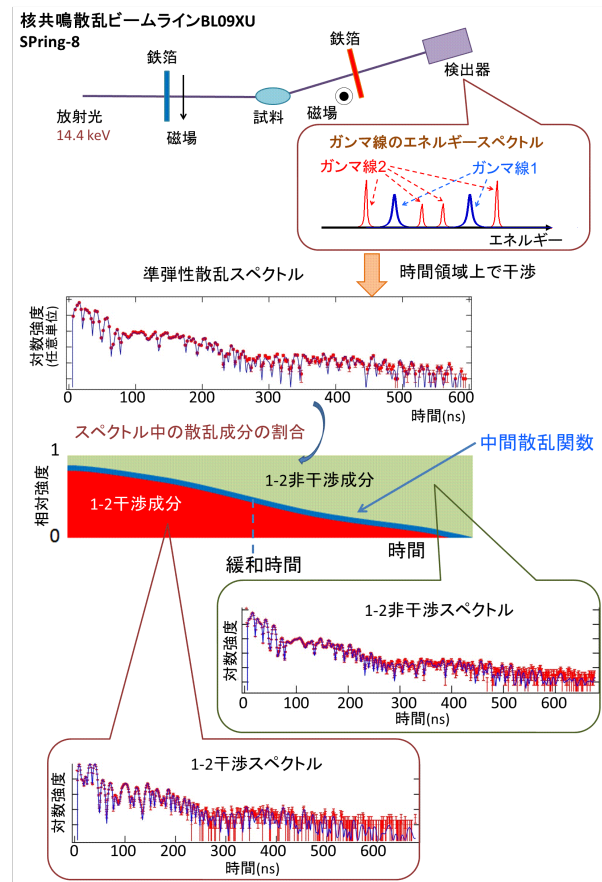 核共鳴散乱ビームラインBL09XU
SPring-8
鉄箔
鉄箔
検出器
放射光
14.4 keV
磁場
試料
磁場
ガンマ線のエネルギースペクトル
ガンマ線2
ガンマ線1
エネルギー
準弾性散乱スペクトル
時間領域上で干渉
対数強度
(任意単位)
0 100 200 300 400 500 600
時間(ns)
スペクトル中の散乱成分の割合
中間散乱関数
1
相対強度
0
1-2非干渉成分
1-2干渉成分
時間
緩和時間
1-2非干渉スペクトル
対数強度
0 100 200 300 400 500 600
時間(ns)
1-2干渉スペクトル
対数強度
0 100 200 300 400 500 600
時間(ns)